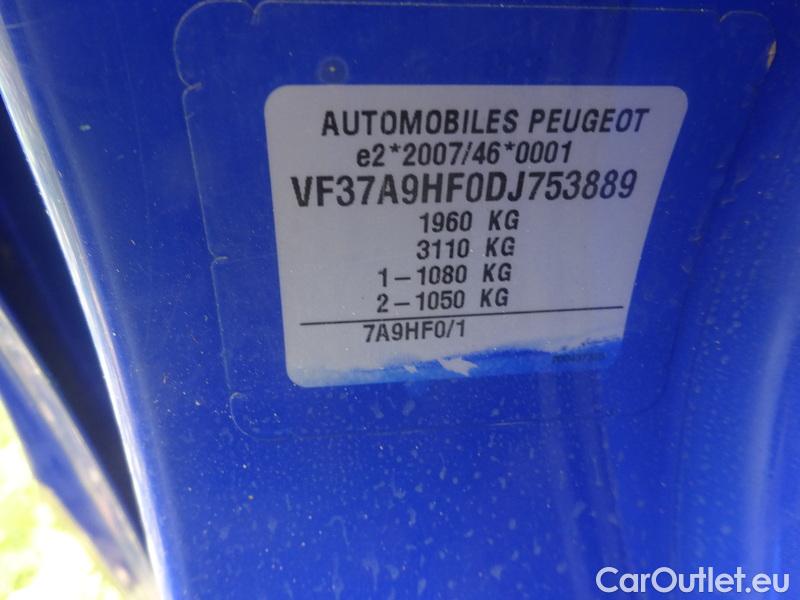 AUTOMOBILES PEUGEOT
e2*2007/46*0001
VF37A9HF0DJ753889
1960 KG
3110 KG
1-1080 KG
2-1050 KG
7A9HF0/1
CarOutlet.eu